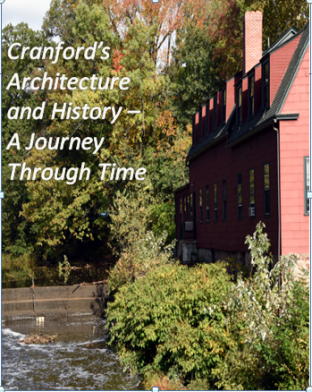 Cranford's
Architecture
and History –
A Journey
Through Time